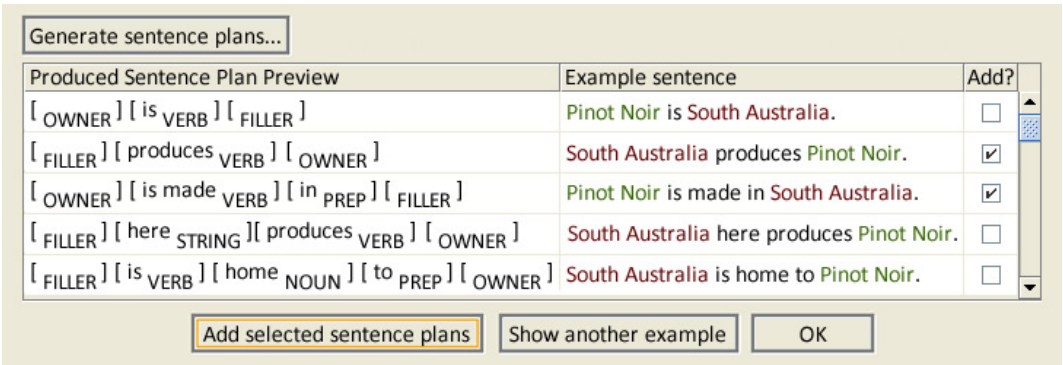 Generate sentence plans...
Produced Sentence Plan Preview Example sentence Add?
[ OWNER ] [ is VERB ] [ FILLER ] Pinot Noir is South Australia.
[ FILLER ] [ produces VERB ] [ OWNER ] South Australia produces Pinot Noir.
[ OWNER ] [ is made VERB ] [ in PREP ] [ FILLER ] Pinot Noir is made in South Australia.
[ FILLER ] [ here STRING ][ produces VERB ] [ OWNER ] South Australia here produces Pinot Noir.
[ FILLER ] [ is VERB ] [ home NOUN ] [ to PREP ] [ OWNER ] South Australia is home to Pinot Noir.
Add selected sentence plans Show another example OK